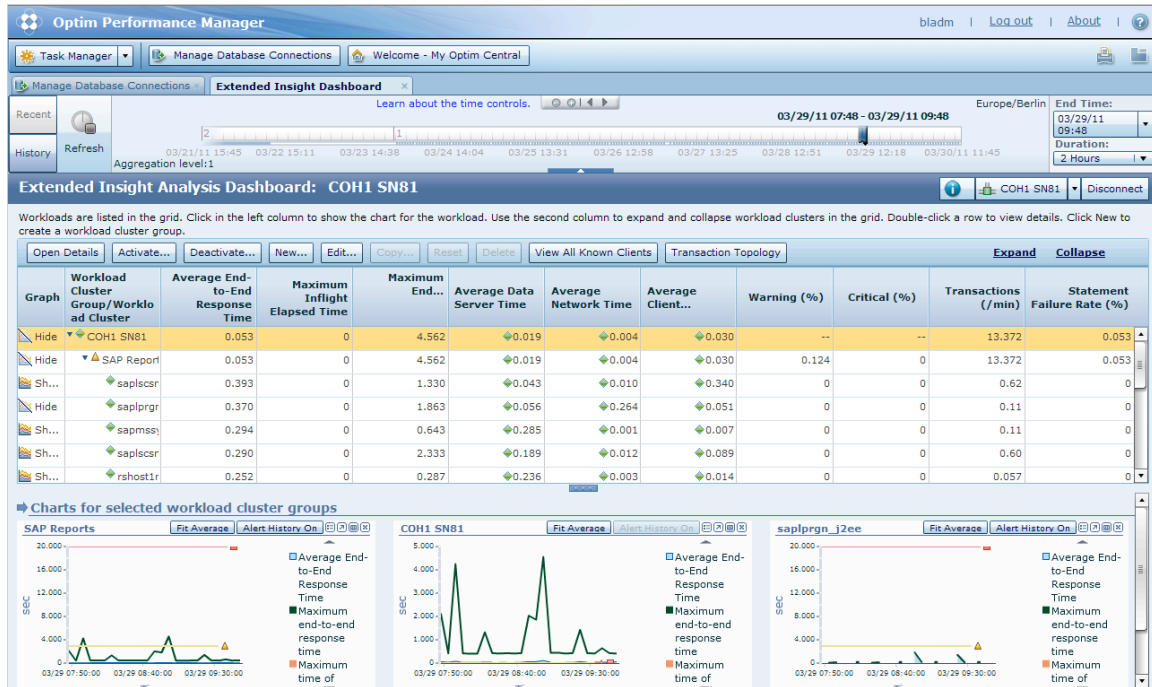 Optim Performance Manager
bladm | Log out | About | ?
Task Manager Manage Database Connections Welcome - My Optim Central
Manage Database Connections × Extended Insight Dashboard ×
Recent
History
Refresh
Learn about the time controls.
Europe/Berlin
03/29/11 07:48 - 03/29/11 09:48
2 1
03/21/11 15:45 03/22 15:11 03/23 14:38 03/24 14:04 03/25 13:31 03/26 12:58 03/27 13:25 03/28 12:51 03/29 12:18 03/30/11 11:45
Aggregation level:1
End Time:
03/29/11
09:48
Duration:
2 Hours
Extended Insight Analysis Dashboard: COH1 SN81
COH1 SN81 Disconnect
Workloads are listed in the grid. Click in the left column to show the chart for the workload. Use the second column to expand and collapse workload clusters in the grid. Double-click a row to view details. Click New to
create a workload cluster group.
Open Details Activate... Deactivate... New... Edit... Copy... Reset Delete View All Known Clients Transaction Topology Expand Collapse
Graph
Workload
Cluster
Group/Worklo
ad Cluster
Average End-
to-End
Response
Time
Maximum
Inflight
Elapsed Time
Maximum
End...
Average Data
Server Time
Average
Network Time
Average
Client...
Warning (%)
Critical (%)
Transactions
(/min)
Statement
Failure Rate (%)
Hide COH1 SN81 0.053 0 4.562 0.019 0.004 0.030 -- -- 13.372 0.053
Hide SAP Report 0.053 0 4.562 0.019 0.004 0.030 0.124 0 13.372 0.053
Sh... saplscsr 0.393 0 1.330 0.043 0.010 0.340 0 0 0.62 0
Hide saplprgr 0.370 0 1.863 0.056 0.264 0.051 0 0 0.11 0
Sh... sapmssy 0.294 0 0.643 0.285 0.001 0.007 0 0 0.11 0
Sh... saplscsr 0.290 0 2.333 0.189 0.012 0.089 0 0 0.60 0
Sh... rshost1r 0.252 0 0.287 0.236 0.003 0.014 0 0 0.057 0
Charts for selected workload cluster groups
SAP Reports Fit Average Alert History On
20.000
16.000
12.000
8.000
4.000
0
sec
03/29 07:50:00 03/29 08:40:00 03/29 09:30:00
Average End-
to-End
Response
Time
Maximum
end-to-end
response
time
Maximum
time of
COH1 SN81 Fit Average Alert History On
5.000
4.000
3.000
2.000
1.000
0
sec
03/29 07:50:00 03/29 08:40:00 03/29 09:30:00
Average End-
to-End
Response
Time
Maximum
end-to-end
response
time
Maximum
time of
saplprgn_j2ee Fit Average Alert History On
20.000
16.000
12.000
8.000
4.000
0
sec
03/29 07:50:00 03/29 08:40:00 03/29 09:30:00
Average End-
to-End
Response
Time
Maximum
end-to-end
response
time
Maximum
time of